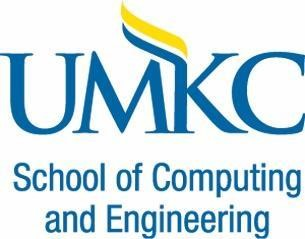 UMKC
School of Computing
and Engineering